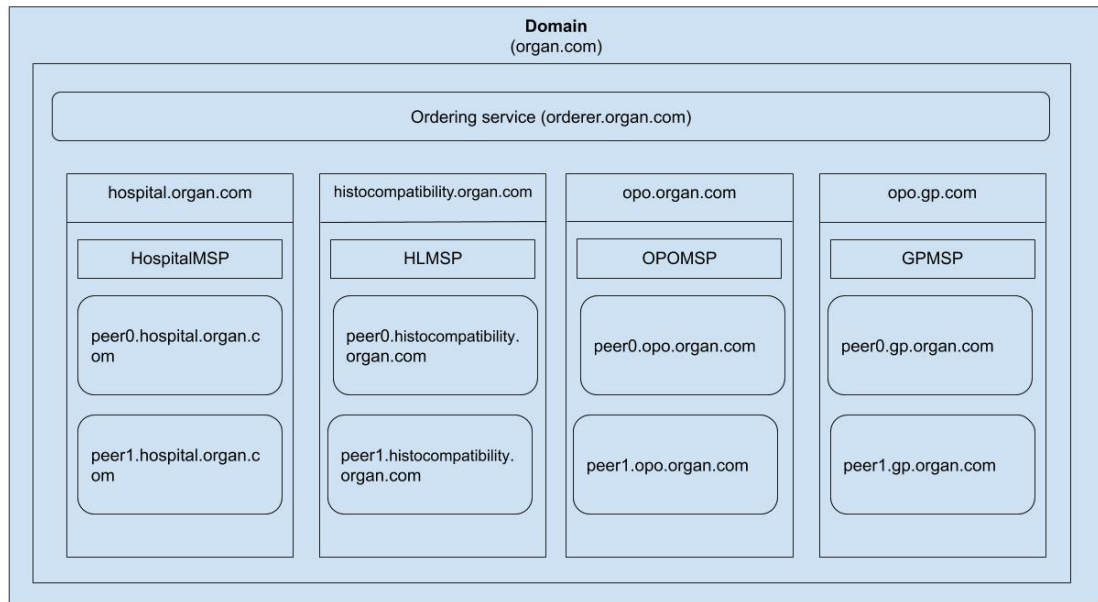 Domain
(organ.com)
Ordering service (orderer.organ.com)
hospital.organ.com
histocompatibility.organ.com
opo.organ.com
opo.gp.com
HospitalMSP
HLMSP
OPOMSP
GPMSP
peer0.hospital.organ.c
om
peer0.histocompatibility.
organ.com
peer0.opo.organ.com
peer0.gp.organ.com
peer1.hospital.organ.c
om
peer1.histocompatibility.
organ.com
peer1.opo.organ.com
peer1.gp.organ.com